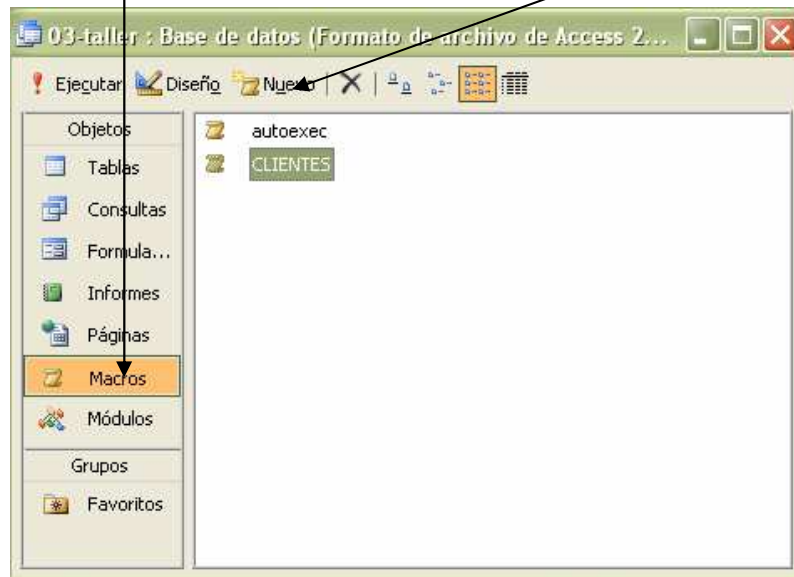 03-taller : Base de datos (Formato de archivo de Access 2...
Ejecutar Diseño Nuevo
Objetos
Tablas
Consultas
Formula...
Informes
Páginas
Macros
Módulos
Grupos
Favoritos
autoexec
CLIENTES